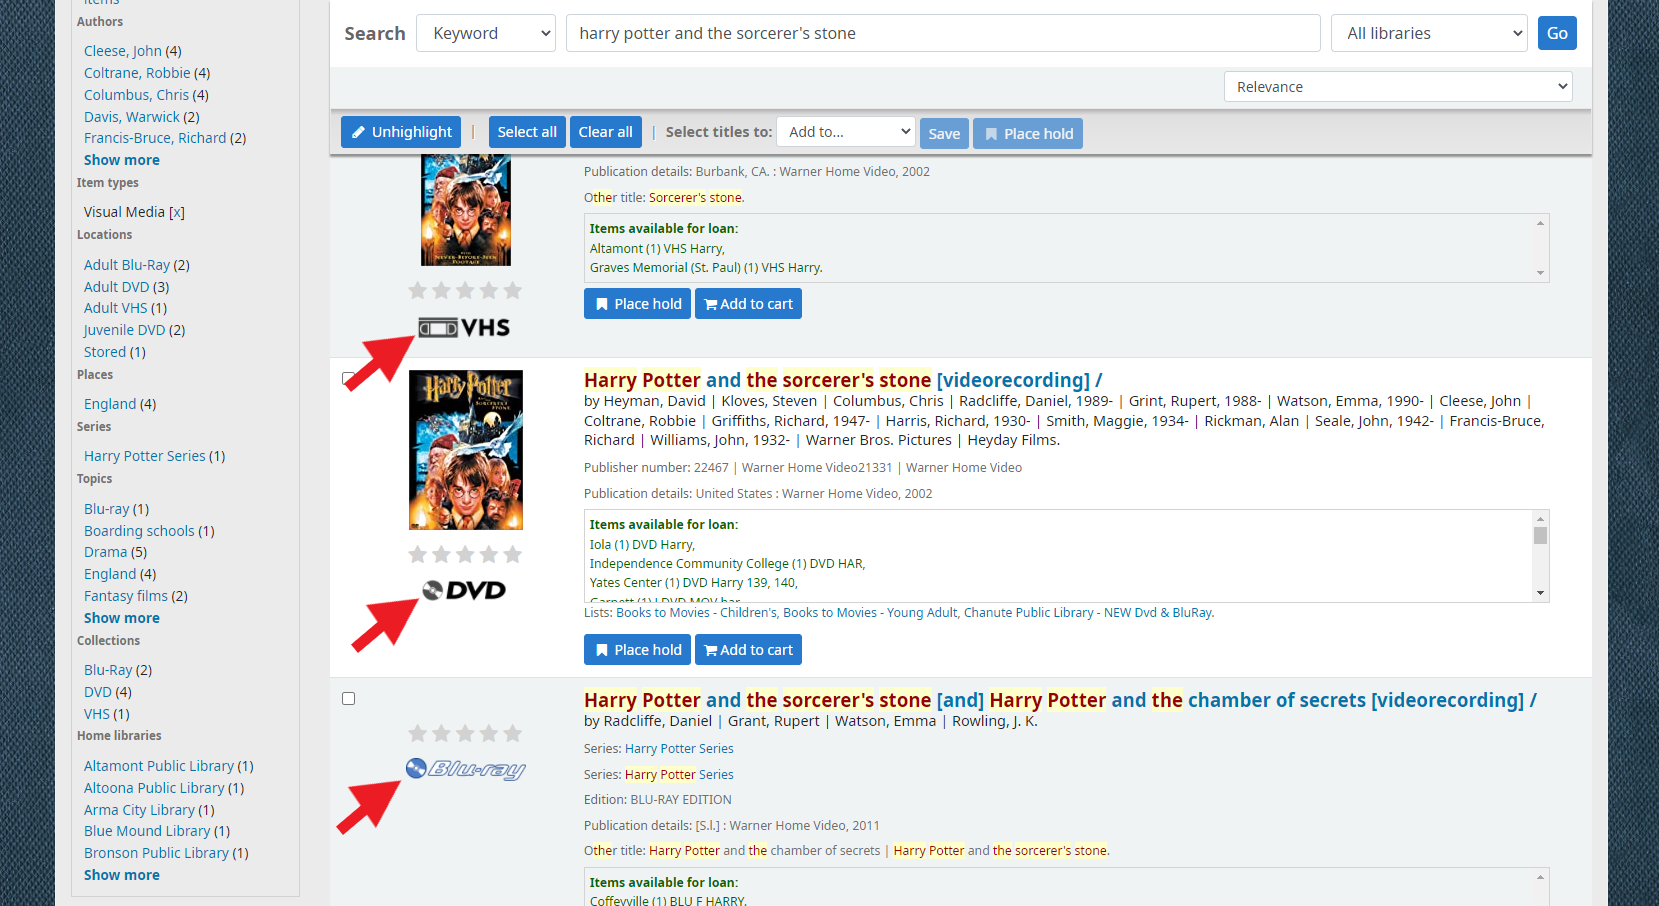 Items
Authors
Cleese, John (4)
Coltrane, Robbie (4)
Columbus, Chris (4)
Davis, Warwick (2)
Francis-Bruce, Richard (2)
Show more
Item types
Visual Media [x]
Locations
Adult Blu-Ray (2)
Adult DVD (3)
Adult VHS (1)
Juvenile DVD (2)
Stored (1)
Places
England (4)
Series
Harry Potter Series (1)
Topics
Blu-ray (1)
Boarding schools (1)
Drama (5)
England (4)
Fantasy films (2)
Show more
Collections
Blu-Ray (2)
DVD (4)
VHS (1)
Home libraries
Altamont Public Library (1)
Altoona Public Library (1)
Arma City Library (1)
Blue Mound Library (1)
Bronson Public Library (1)
Show more
Search Keyword harry potter and the sorcerer's stone All libraries Go
Relevance
Unhighlight | Select all Clear all | Select titles to: Add to... Save Place hold
Publication details: Burbank, CA. : Warner Home Video, 2002
Other title: Sorcerer's stone.
Items available for loan:
Altamont (1) VHS Harry,
Graves Memorial (St. Paul) (1) VHS Harry.
Place hold Add to cart
VHS
Harry Potter
Harry Potter and the sorcerer's stone [videorecording] /
by Heyman, David | Kloves, Steven | Columbus, Chris | Radcliffe, Daniel, 1989- | Grint, Rupert, 1988- | Watson, Emma, 1990- | Cleese, John |
Coltrane, Robbie | Griffiths, Richard, 1947- | Harris, Richard, 1930- | Smith, Maggie, 1934- | Rickman, Alan | Seale, John, 1942- | Francis-Bruce,
Richard | Williams, John, 1932- | Warner Bros. Pictures | Heyday Films.
Publisher number: 22467 | Warner Home Video21331 | Warner Home Video
Publication details: United States : Warner Home Video, 2002
Items available for loan:
Iola (1) DVD Harry,
Independence Community College (1) DVD HAR,
Yates Center (1) DVD Harry 139, 140,
Garnett (1) J DVD MOV har
Lists: Books to Movies - Children's, Books to Movies - Young Adult, Chanute Public Library - NEW Dvd & BluRay.
Place hold Add to cart
DVD
Harry Potter and the sorcerer's stone [and] Harry Potter and the chamber of secrets [videorecording] /
by Radcliffe, Daniel | Grant, Rupert | Watson, Emma | Rowling, J. K.
Series: Harry Potter Series
Series: Harry Potter Series
Edition: BLU-RAY EDITION
Publication details: [S.l.] : Warner Home Video, 2011
Other title: Harry Potter and the chamber of secrets | Harry Potter and the sorcerer's stone.
Items available for loan:
Coffeyville (1) BLU F HARRY,
Blu-ray